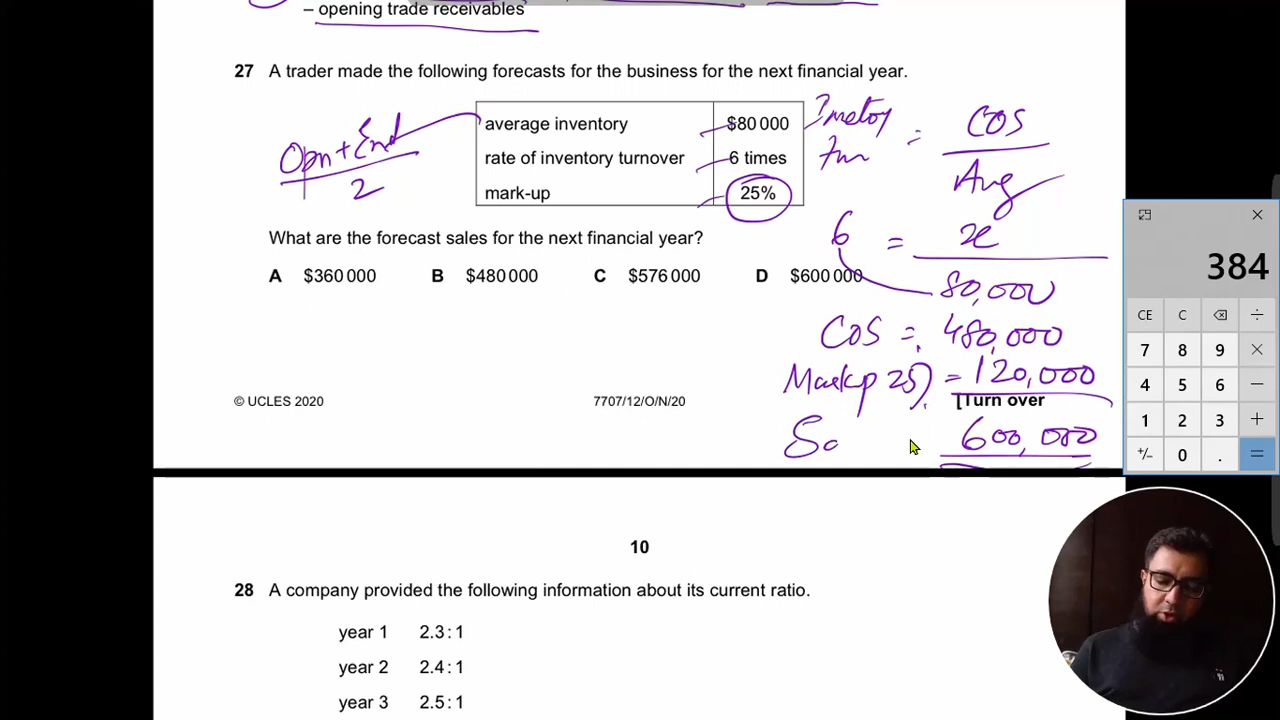 – opening trade receivables
27 A trader made the following forecasts for the business for the next financial year.
average inventory $80 000
rate of inventory turnover 6 times
mark-up 25%
Opn + End
2
= COS
Avg
6 = x
80,000
COS = 480,000
Markp 25) = 120,000
600,000
What are the forecast sales for the next financial year?
A $360 000 B $480 000 C $576 000 D $600 000
© UCLES 2020 7707/12/O/N/20 [Turn over
10
28 A company provided the following information about its current ratio.
year 1 2.3 : 1
year 2 2.4 : 1
year 3 2.5 : 1
384
CE C ÷
7 8 9 ×
4 5 6 −
1 2 3 +
+/− 0 . =